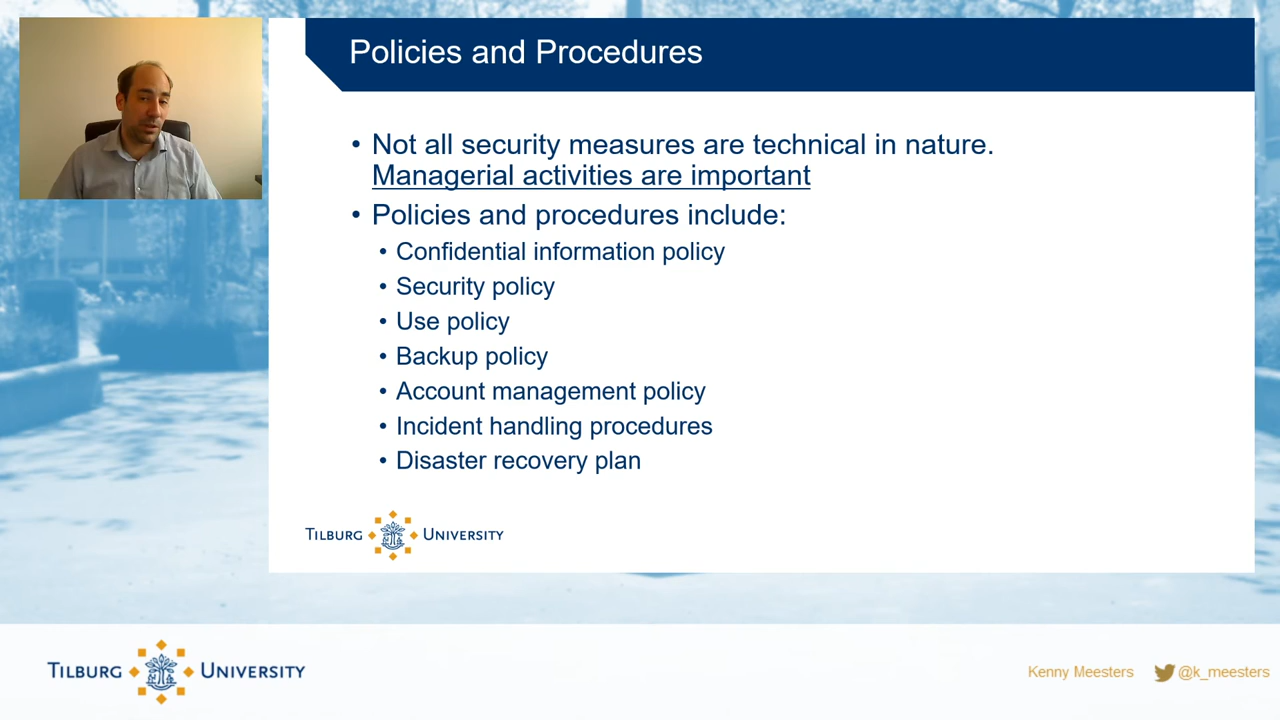 Policies and Procedures
• Not all security measures are technical in nature.
Managerial activities are important
• Policies and procedures include:
• Confidential information policy
• Security policy
• Use policy
• Backup policy
• Account management policy
• Incident handling procedures
• Disaster recovery plan
TILBURG UNIVERSITY
TILBURG UNIVERSITY
Kenny Meesters @k_meesters